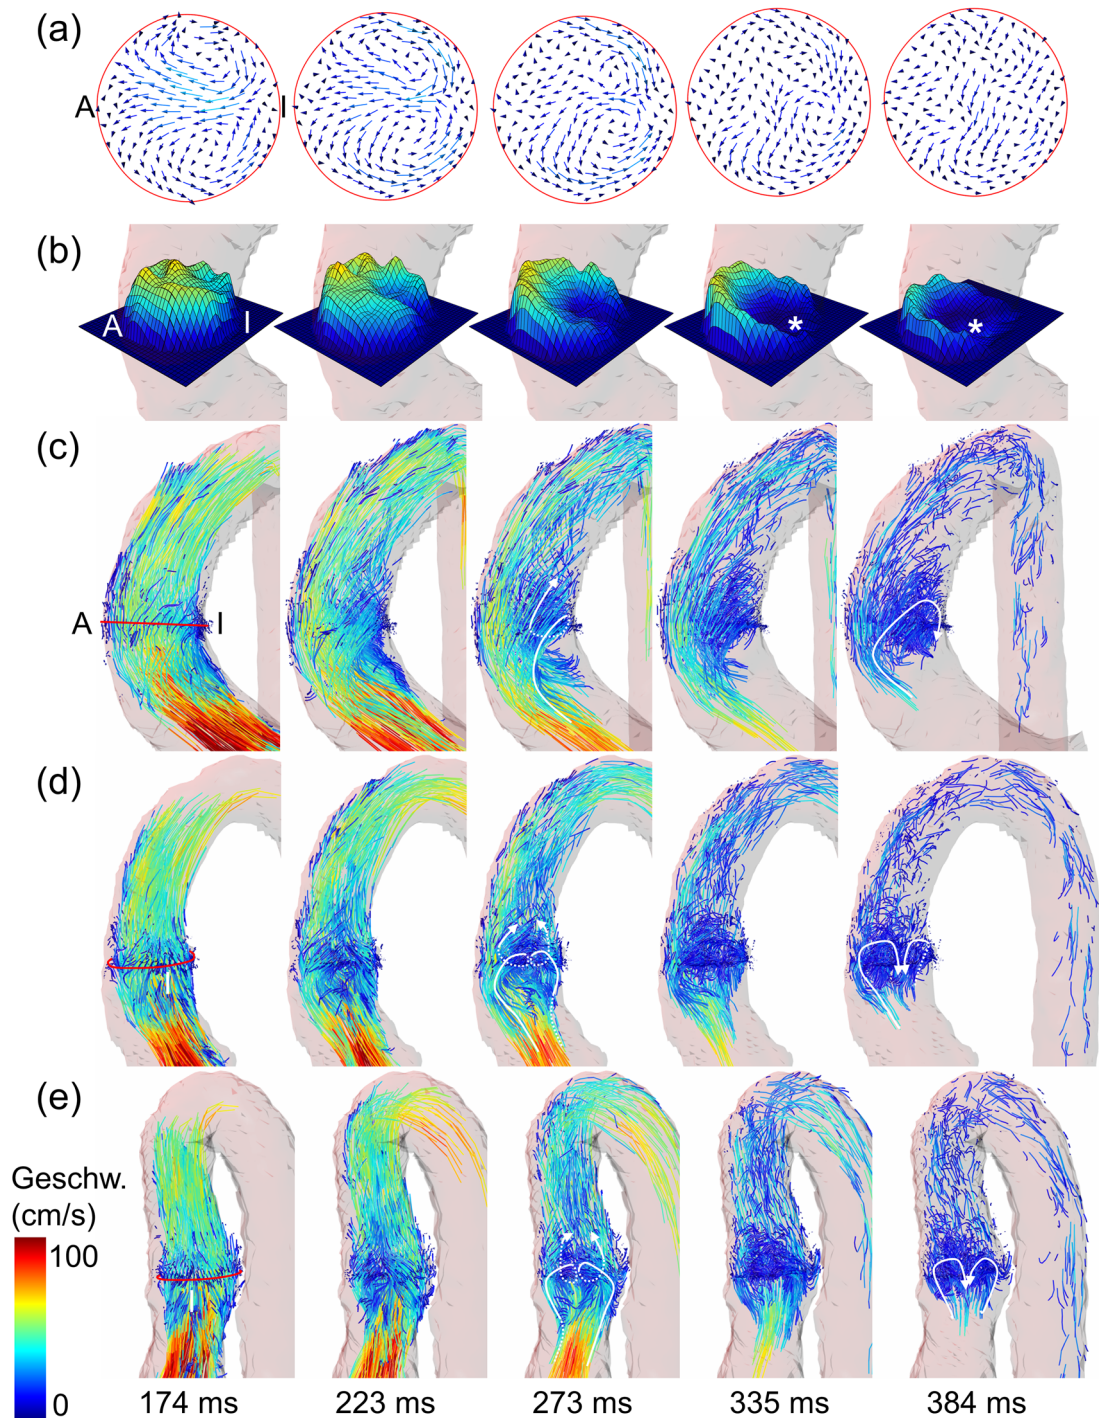 (a)
A
I
(b)
A
I
*
*
(c)
A
I
(d)
I
(e)
Geschw.
(cm/s)
100
0
I
174 ms
223 ms
273 ms
335 ms
384 ms